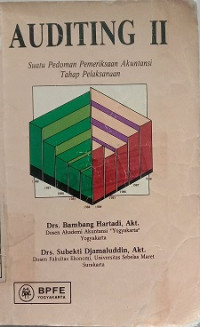 AUDITING II
Suatu Pedoman Pemeriksaan Akuntansi
Tahap Pelaksanaan
Drs. Bambang Hartadi, Akt.
Dosen Akademi Akuntansi "Yogyakarta"
Yogyakarta
Drs. Subekti Djamaluddin, Akt.
Dosen Fakultas Ekonomi, Universitas Sebelas Maret
Surakarta
BPFE
YOGYAKARTA